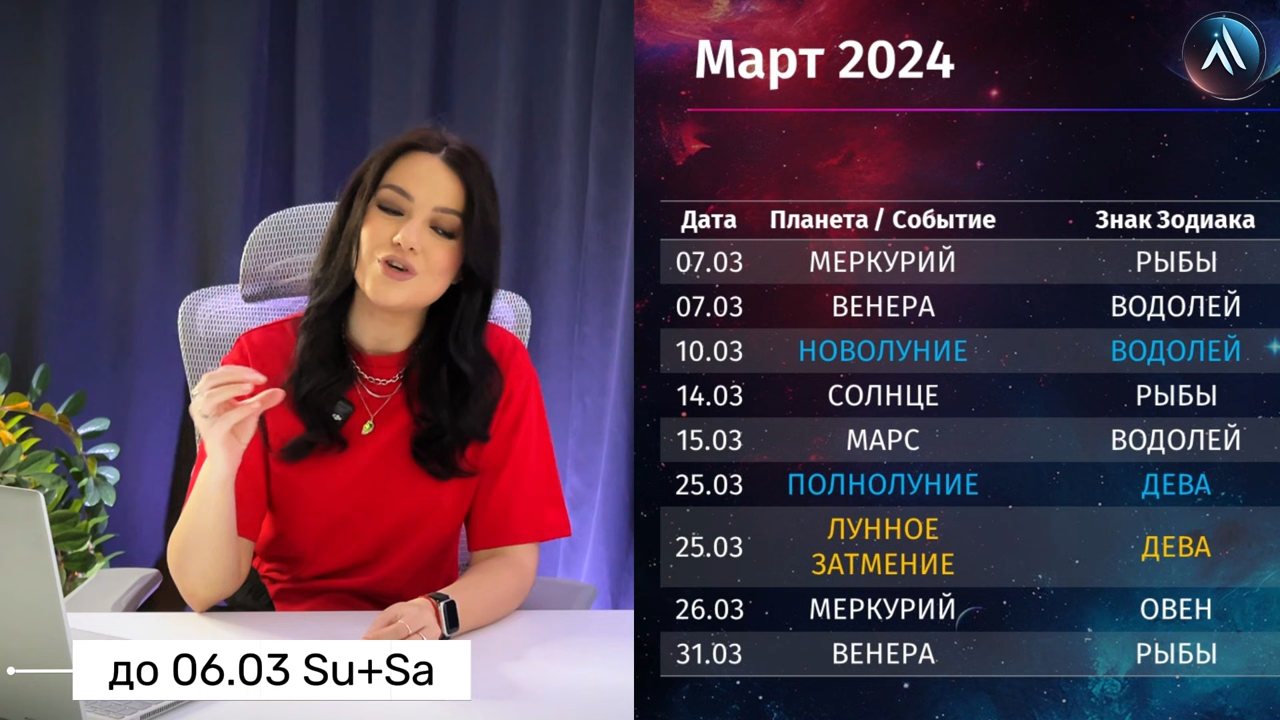 до 06.03 Su+Sa
Март 2024
Дата Планета / Событие Знак Зодиака
07.03 МЕРКУРИЙ РЫБЫ
07.03 ВЕНЕРА ВОДОЛЕЙ
10.03 НОВОЛУНИЕ ВОДОЛЕЙ
14.03 СОЛНЦЕ РЫБЫ
15.03 МАРС ВОДОЛЕЙ
25.03 ПОЛНОЛУНИЕ ДЕВА
25.03 ЛУННОЕ ЗАТМЕНИЕ ДЕВА
26.03 МЕРКУРИЙ ОВЕН
31.03 ВЕНЕРА РЫБЫ